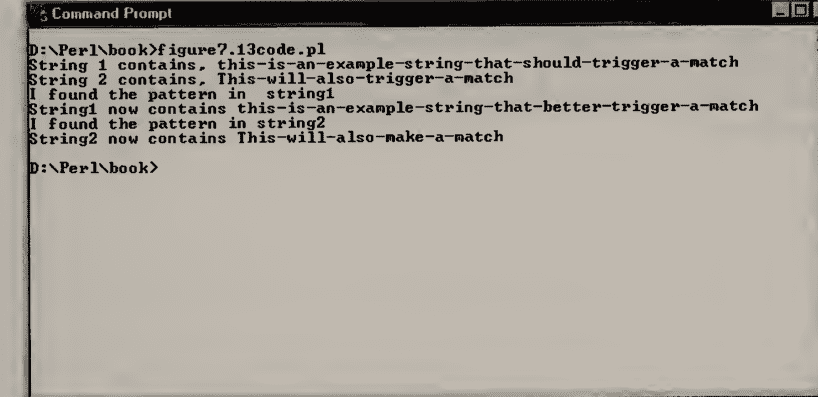 Command Prompt
D:\Perl\book>figure7.13code.pl
String 1 contains, this-is-an-example-string-that-should-trigger-a-match
String 2 contains, This-will-also-trigger-a-match
I found the pattern in  string1
String1 now contains this-is-an-example-string-that-better-trigger-a-match
I found the pattern in string2
String2 now contains This-will-also-make-a-match
D:\Perl\book>